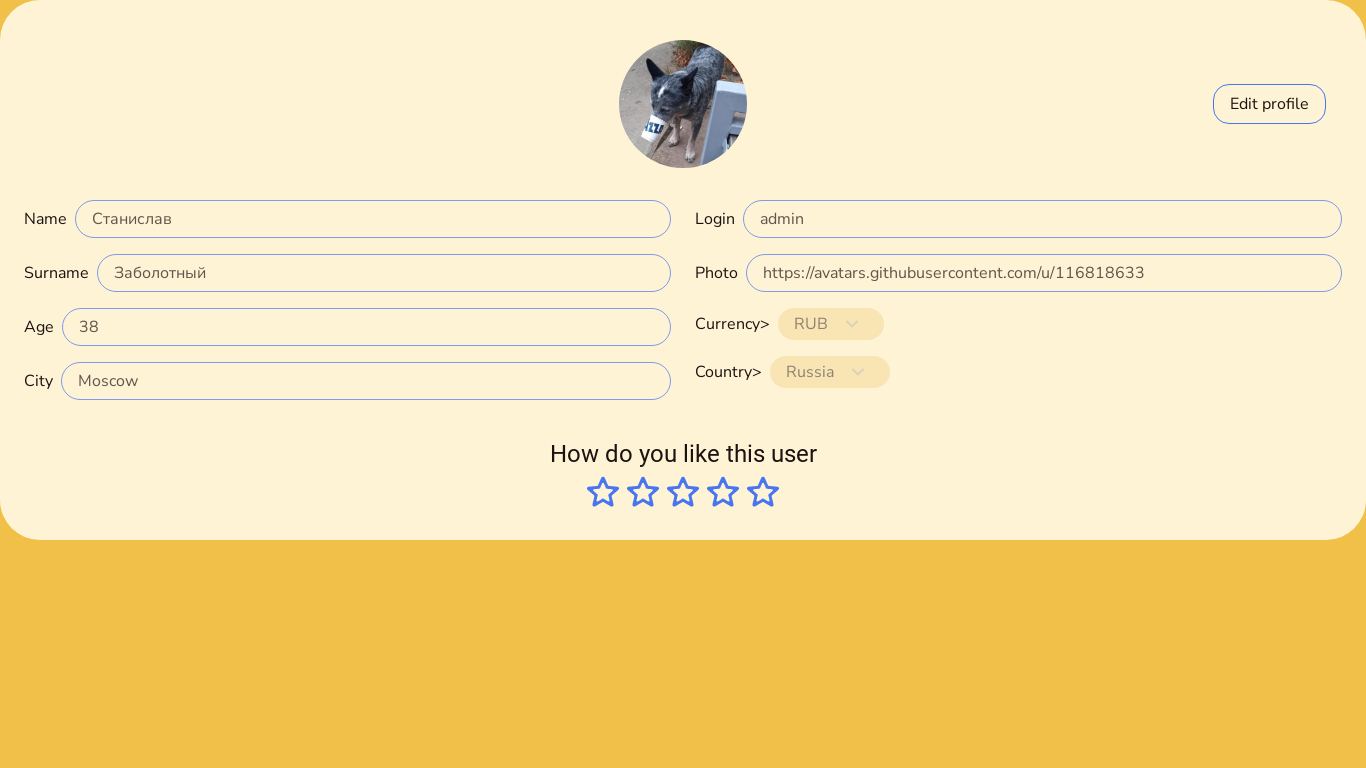 Edit profile
Name Станислав
Surname Заболотный
Age 38
City Moscow
Login admin
Photo https://avatars.githubusercontent.com/u/116818633
Currency> RUB
Country> Russia
How do you like this user